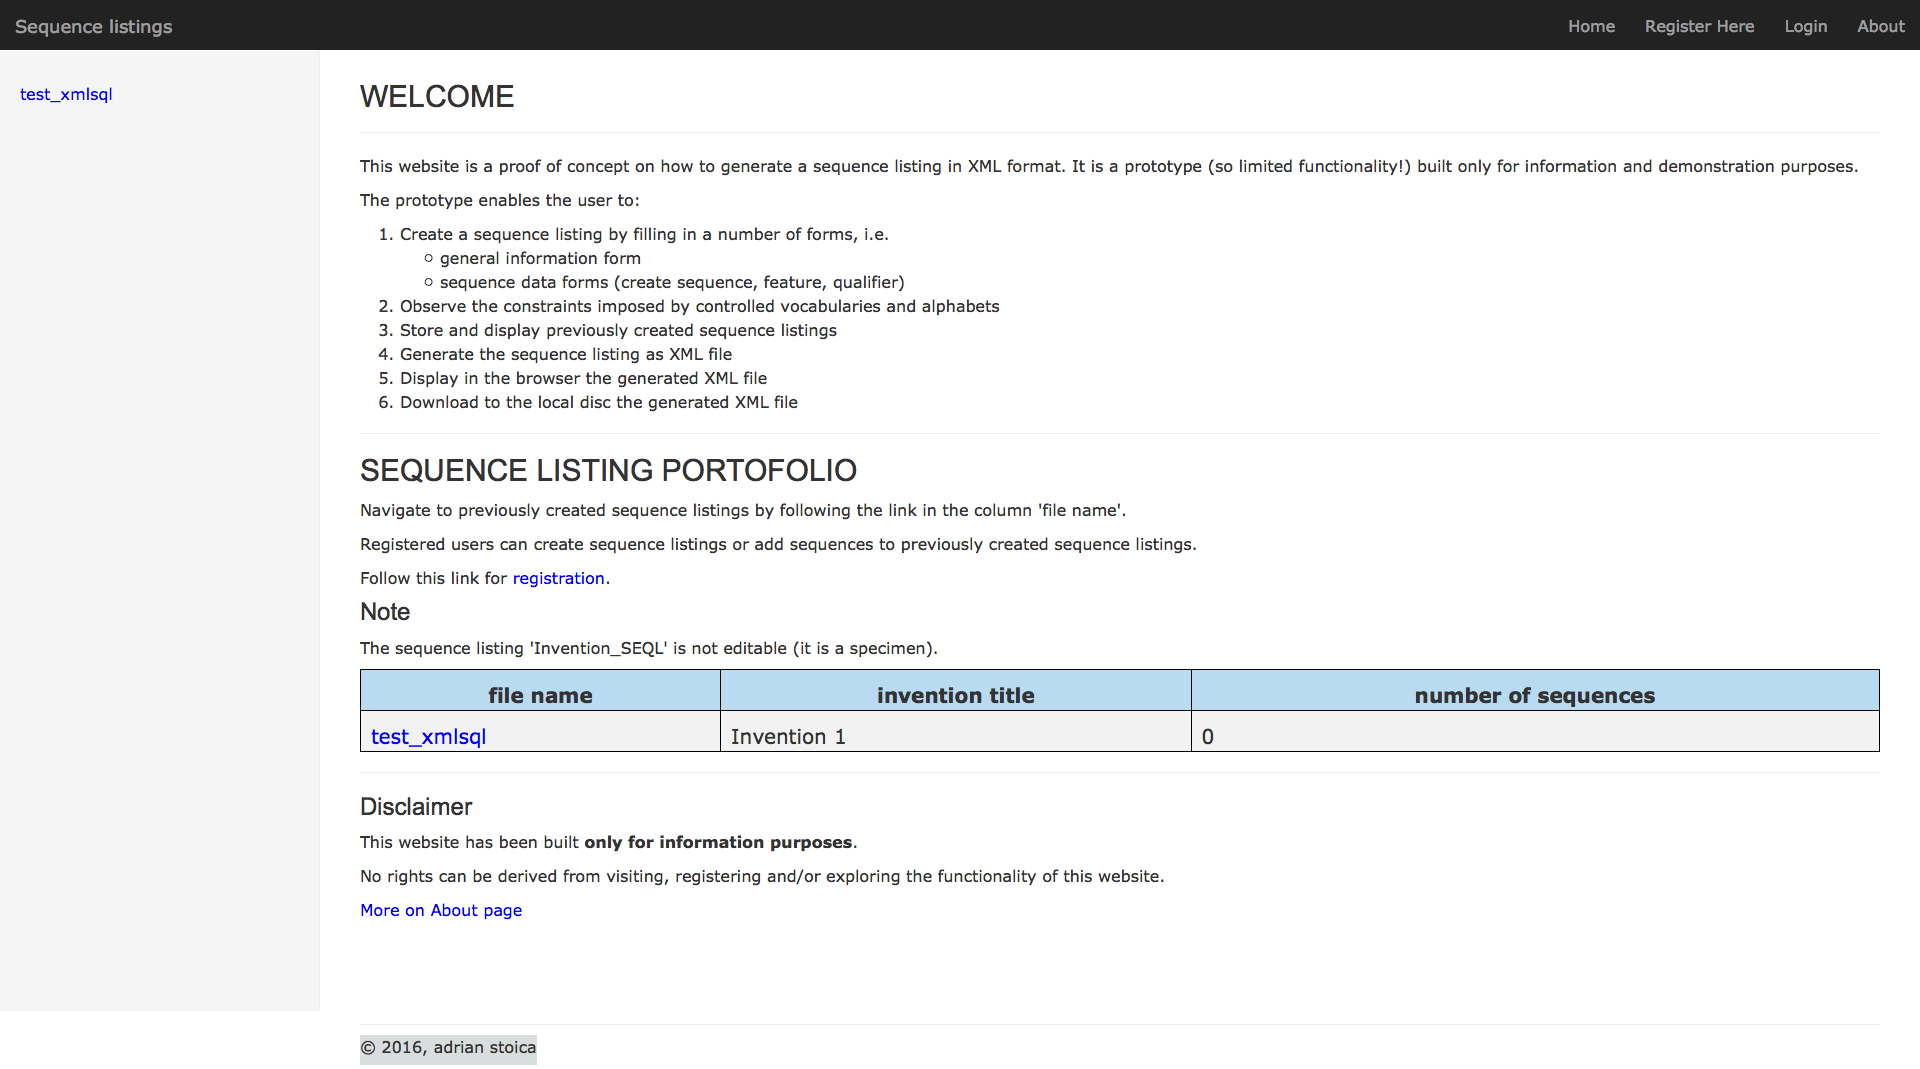 Sequence listings
Home Register Here Login About
test_xmlsql
WELCOME
This website is a proof of concept on how to generate a sequence listing in XML format. It is a prototype (so limited functionality!) built only for information and demonstration purposes.
The prototype enables the user to:
1. Create a sequence listing by filling in a number of forms, i.e.
general information form
sequence data forms (create sequence, feature, qualifier)
2. Observe the constraints imposed by controlled vocabularies and alphabets
3. Store and display previously created sequence listings
4. Generate the sequence listing as XML file
5. Display in the browser the generated XML file
6. Download to the local disc the generated XML file
SEQUENCE LISTING PORTOFOLIO
Navigate to previously created sequence listings by following the link in the column 'file name'.
Registered users can create sequence listings or add sequences to previously created sequence listings.
Follow this link for registration.
Note
The sequence listing 'Invention_SEQL' is not editable (it is a specimen).
file name invention title number of sequences
test_xmlsql Invention 1 0
Disclaimer
This website has been built only for information purposes.
No rights can be derived from visiting, registering and/or exploring the functionality of this website.
More on About page
© 2016, adrian stoica